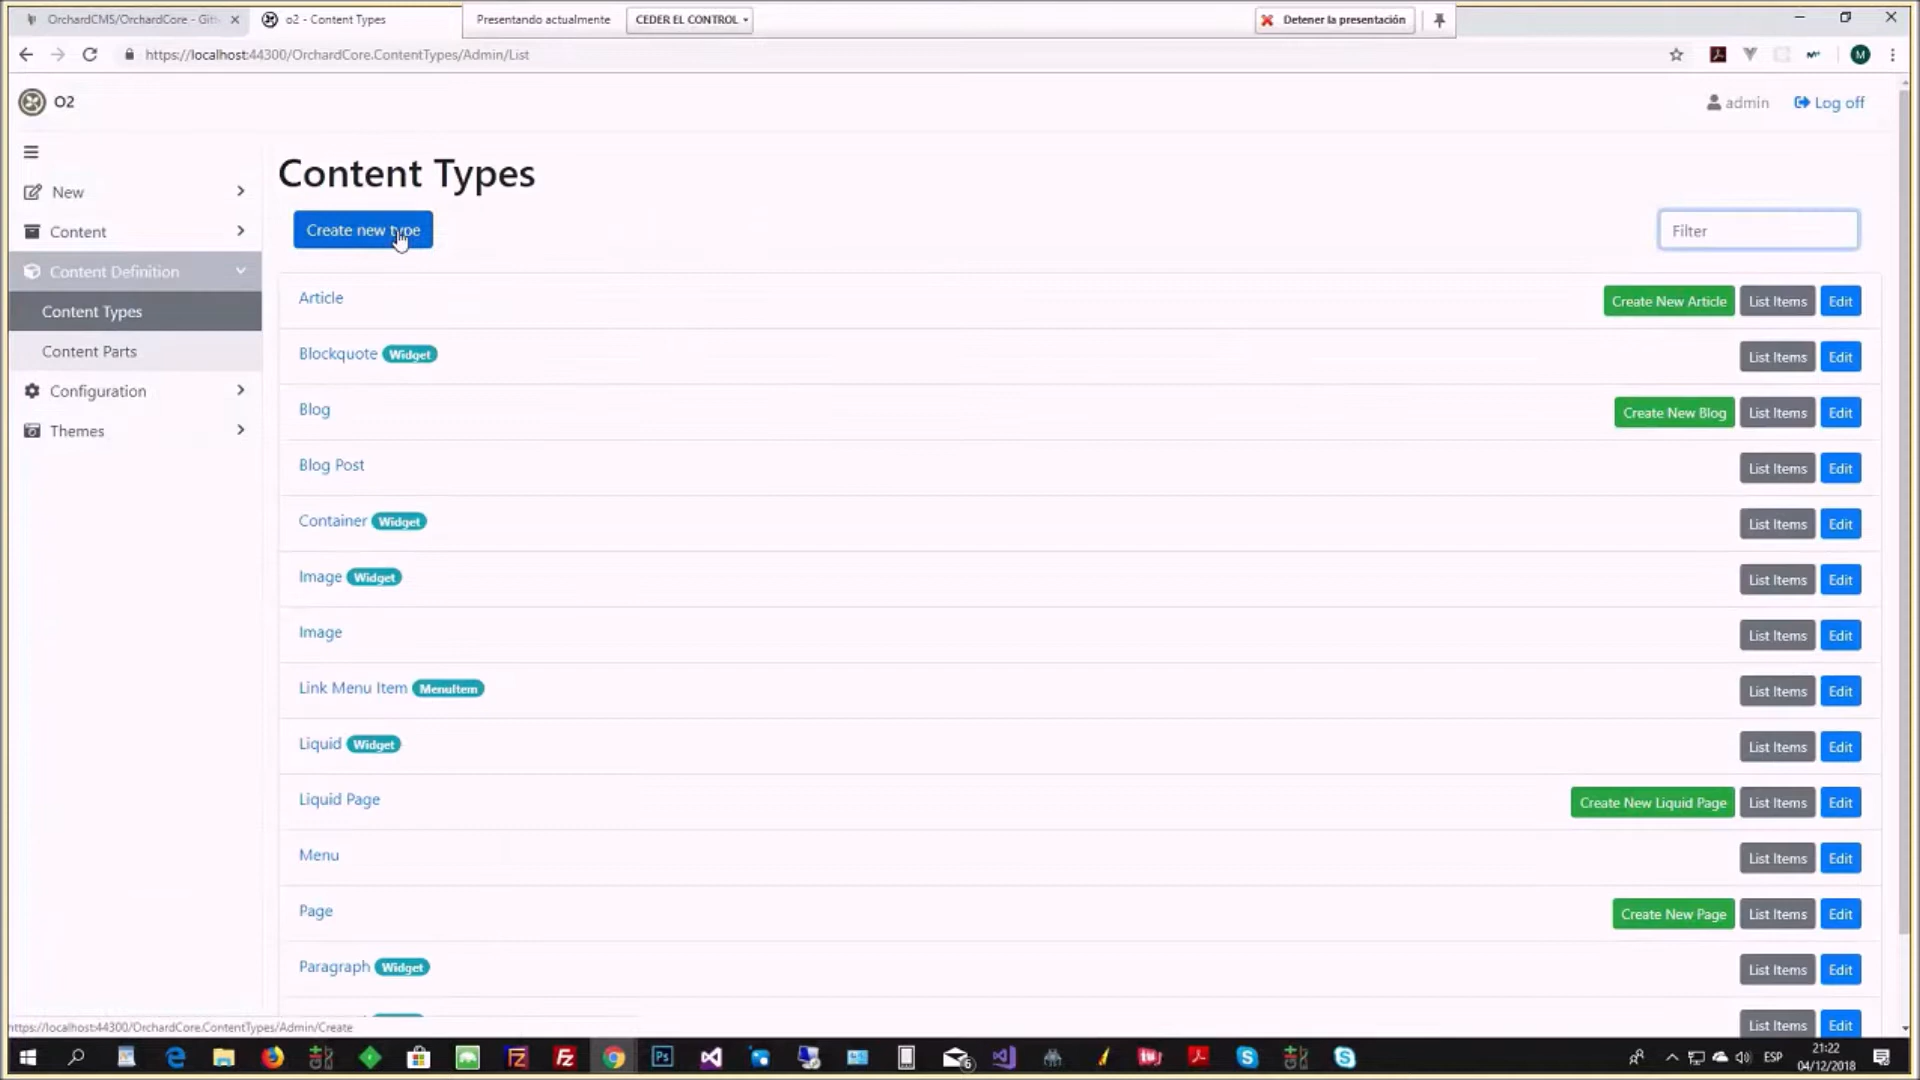 OrchardCMS/OrchardCore - Gith
o2 - Content Types
Presentando actualmente
CEDER EL CONTROL
Detener la presentación
https://localhost:44300/OrchardCore.ContentTypes/Admin/List
M
O2
admin
Log off
New
Content
Content Definition
Content Types
Content Parts
Configuration
Themes
Content Types
Create new type
Filter
Article
Create New Article List Items Edit
Blockquote Widget
List Items Edit
Blog
Create New Blog List Items Edit
Blog Post
List Items Edit
Container Widget
List Items Edit
Image Widget
List Items Edit
Image
List Items Edit
Link Menu Item MenuItem
List Items Edit
Liquid Widget
List Items Edit
Liquid Page
Create New Liquid Page List Items Edit
Menu
List Items Edit
Page
Create New Page List Items Edit
Paragraph Widget
List Items Edit
List Items Edit
https://localhost:44300/OrchardCore.ContentTypes/Admin/Create
ESP
21:22
04/12/2018